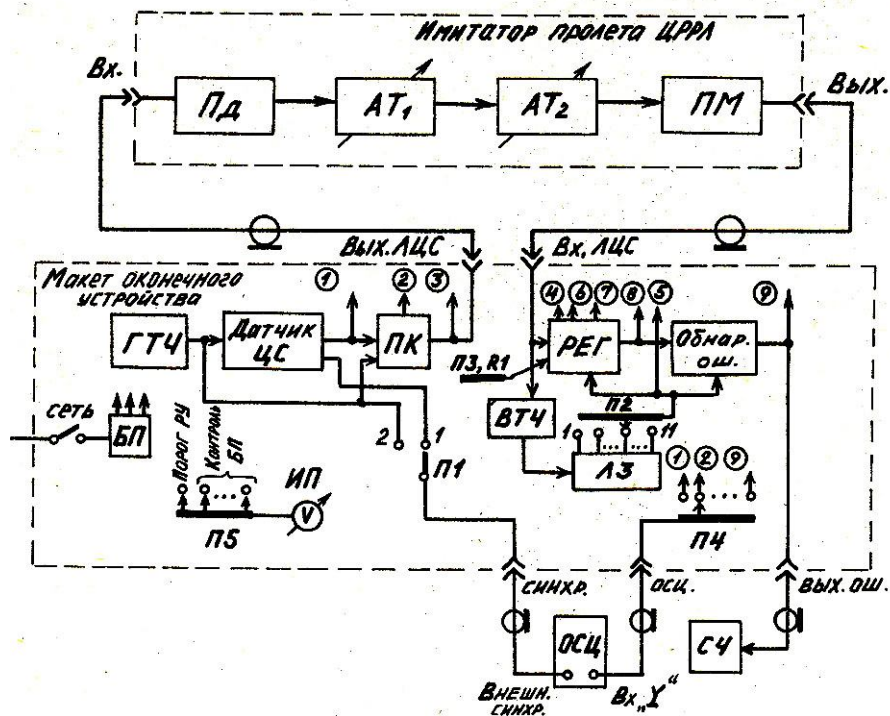 Имитатор пролета ЦРРЛ
Вх.
ПД
АТ1
АТ2
ПМ
Вых.
Вых. ЛЦС
Вх, ЛЦС
Макет оконечного
устройства
1
2
3
4
6
7
8
5
9
ГТЧ
Датчик
ЦС
ПК
П3, R1
РЕГ
Обнар.
ош.
П2
сеть
БП
Порог РУ
Контроль
БП
ИП
V
П5
2
1
П1
ВТЧ
1
11
ЛЗ
1
2
9
П4
синхр.
осц.
вых. ош.
ОСЦ
СЧ
Внешн.
синхр.
Вх „Y“